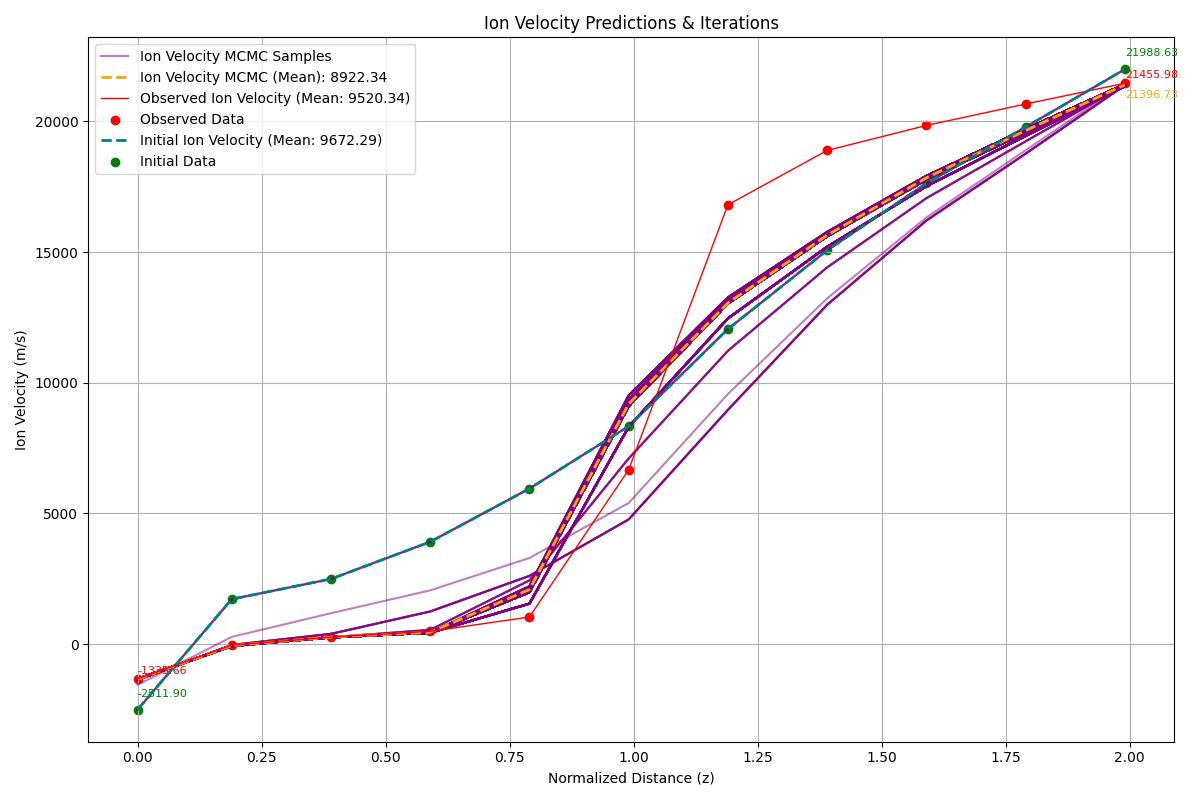 Ion Velocity Predictions & Iterations
Ion Velocity MCMC Samples
Ion Velocity MCMC (Mean): 8922.34
Observed Ion Velocity (Mean: 9520.34)
Observed Data
Initial Ion Velocity (Mean: 9672.29)
Initial Data
21988.63
21455.98
21396.73
20000
15000
10000
5000
0
Ion Velocity (m/s)
-2511.90
0.00
0.25
0.50
0.75
1.00
1.25
1.50
1.75
2.00
Normalized Distance (z)